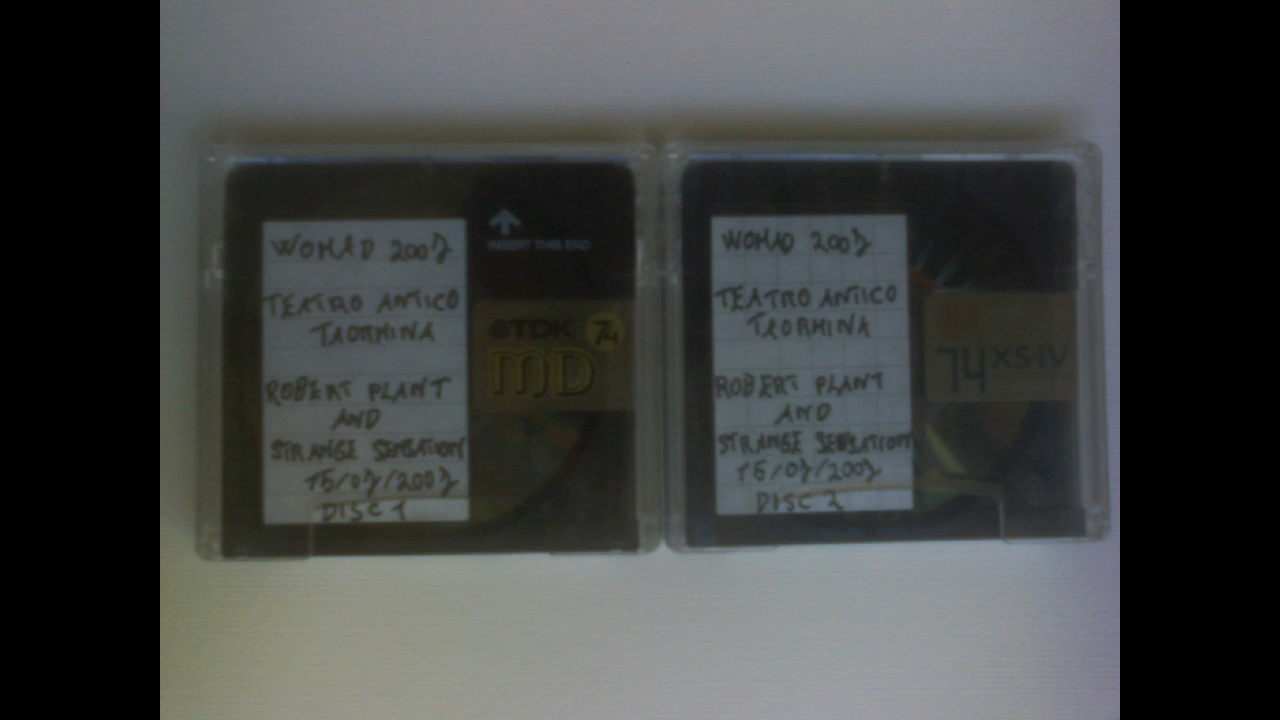 WOMAD 2007
TEATRO ANTICO
TAORMINA
ROBERT PLANT
AND
STRANGE SENSATION
15/07/2007
DISC 1
INSERT THIS END
TDK 74
MD
WOMAD 2007
TEATRO ANTICO
TAORMINA
ROBERT PLANT
AND
STRANGE SENSATION
15/07/2007
DISC 2
74 XS-iV